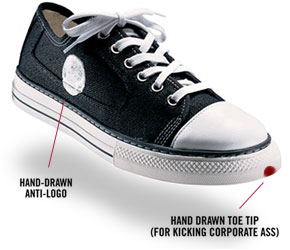 HAND-DRAWN
ANTI-LOGO
HAND DRAWN TOE TIP
(FOR KICKING CORPORATE ASS)